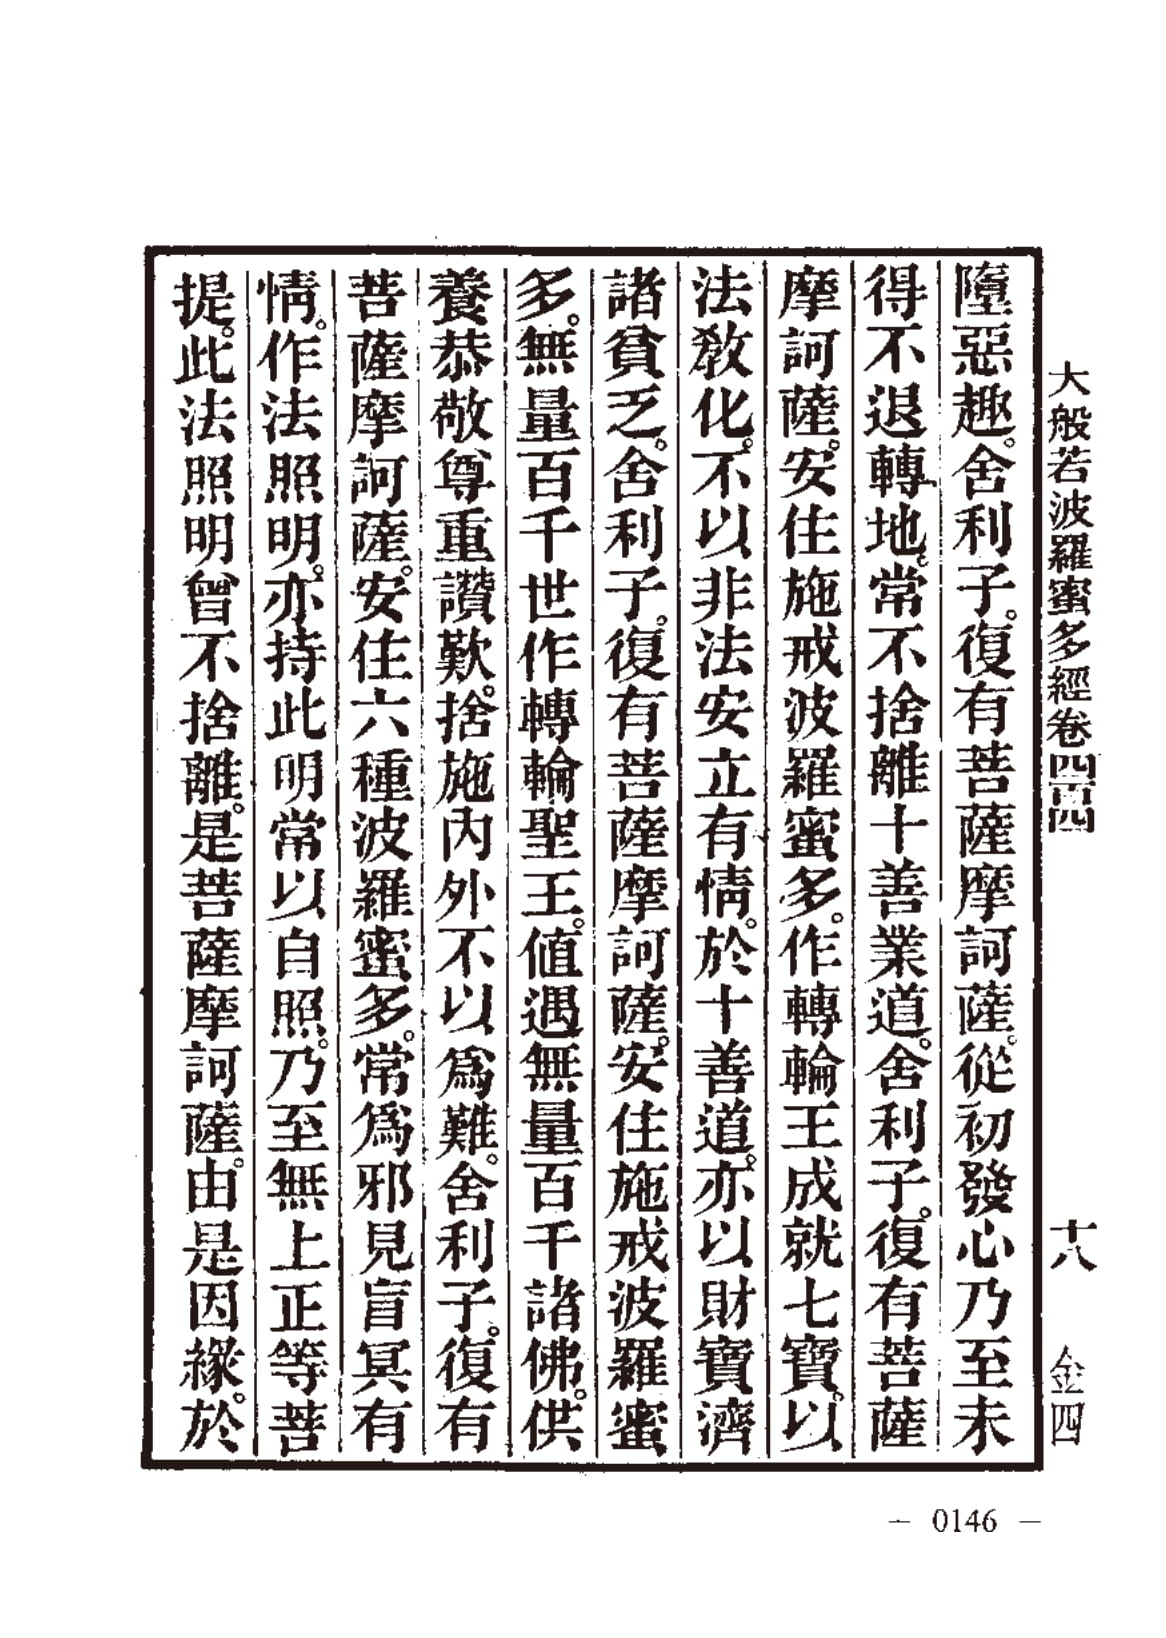 大般若波羅蜜多經卷四百四　十八　金四
墮惡趣。舍利子。復有菩薩摩訶薩。從初發心乃至未
得不退轉地。常不捨離十善業道。舍利子。復有菩薩
摩訶薩。安住施戒波羅蜜多。作轉輪王成就七寶。以
法敎化。不以非法安立有情。於十善道。亦以財寶濟
諸貧乏。舍利子。復有菩薩摩訶薩。安住施戒波羅蜜
多。無量百千世作轉輪聖王。値遇無量百千諸佛。供
養恭敬尊重讚歎。捨施內外不以爲難。舍利子。復有
菩薩摩訶薩。安住六種波羅蜜多。常爲邪見盲冥有
情。作法照明。亦持此明常以自照。乃至無上正等菩
提。此法照明曾不捨離。是菩薩摩訶薩。由是因緣。於
— 0146 —